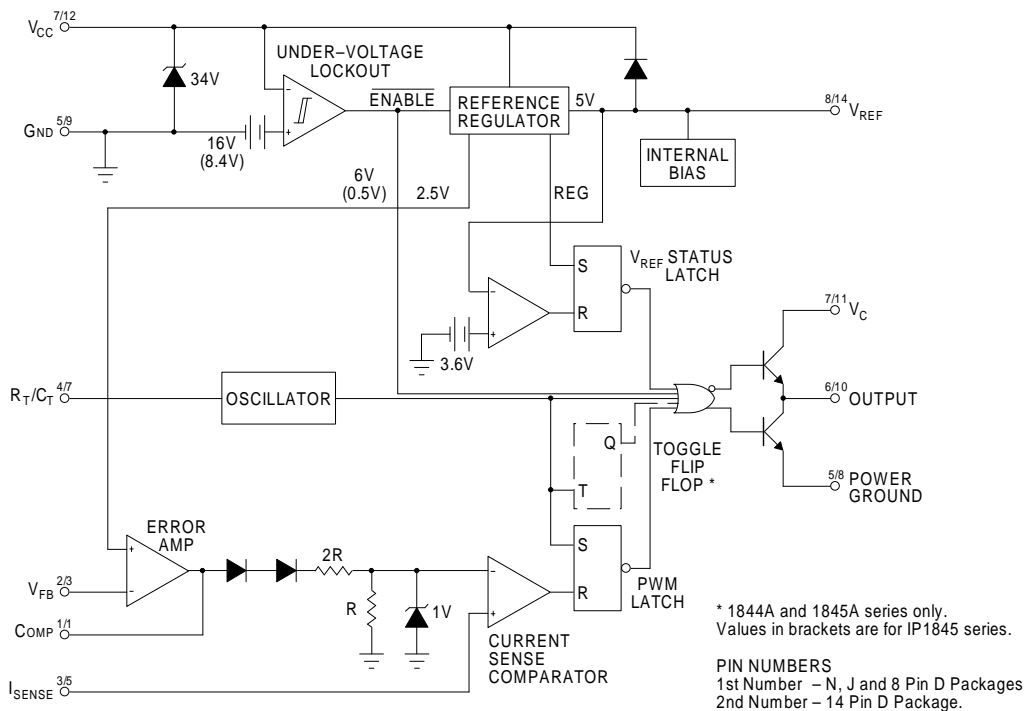 7/12
VCC
UNDER–VOLTAGE
LOCKOUT
34V
ENABLE
REFERENCE
REGULATOR
5V
8/14
VREF
5/9
GND
16V
(8.4V)
INTERNAL
BIAS
6V
(0.5V)
2.5V
REG
S
R
VREF STATUS
LATCH
3.6V
7/11
VC
4/7
RT/CT
OSCILLATOR
6/10
OUTPUT
Q
T
TOGGLE
FLIP
FLOP *
5/8
POWER
GROUND
ERROR
AMP
2R
S
R
PWM
LATCH
2/3
VFB
R
1V
1/1
COMP
CURRENT
SENSE
COMPARATOR
3/5
ISENSE
* 1844A and 1845A series only.
Values in brackets are for IP1845 series.
PIN NUMBERS
1st Number – N, J and 8 Pin D Packages
2nd Number – 14 Pin D Package.